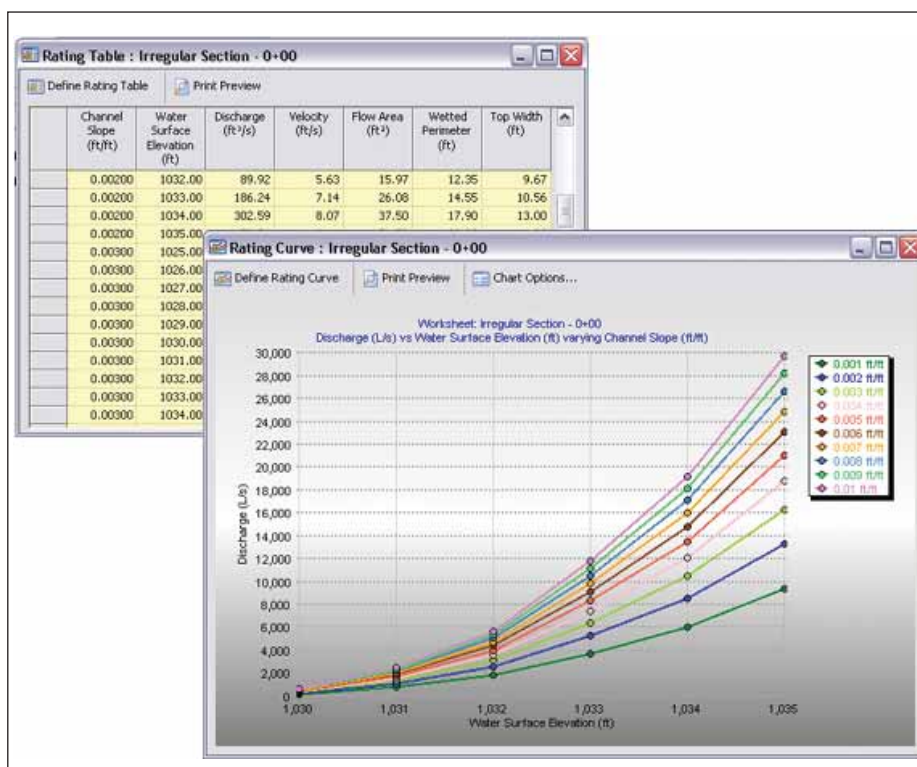 Rating Table : Irregular Section - 0+00
Define Rating Table Print Preview
Channel Slope (ft/ft) Water Surface Elevation (ft) Discharge (ft³/s) Velocity (ft/s) Flow Area (ft²) Wetted Perimeter (ft) Top Width (ft)
0.00200 1032.00 89.92 5.63 15.97 12.35 9.67
0.00200 1033.00 186.24 7.14 26.08 14.55 10.56
0.00200 1034.00 302.59 8.07 37.50 17.90 13.00
0.00200 1035.00
0.00300 1025.00
0.00300 1026.00
0.00300 1027.00
0.00300 1028.00
0.00300 1029.00
0.00300 1030.00
0.00300 1031.00
0.00300 1032.00
0.00300 1033.00
0.00300 1034.00
Rating Curve : Irregular Section - 0+00
Define Rating Curve Print Preview Chart Options...
Worksheet: Irregular Section - 0+00
Discharge (L/s) vs Water Surface Elevation (ft) varying Channel Slope (ft/ft)
Discharge (L/s)
30,000
28,000
26,000
24,000
22,000
20,000
18,000
16,000
14,000
12,000
10,000
8,000
6,000
4,000
2,000
0
1,030 1,031 1,032 1,033 1,034 1,035
Water Surface Elevation (ft)
0.001 ft/ft
0.002 ft/ft
0.003 ft/ft
0.004 ft/ft
0.005 ft/ft
0.006 ft/ft
0.007 ft/ft
0.008 ft/ft
0.009 ft/ft
0.01 ft/ft